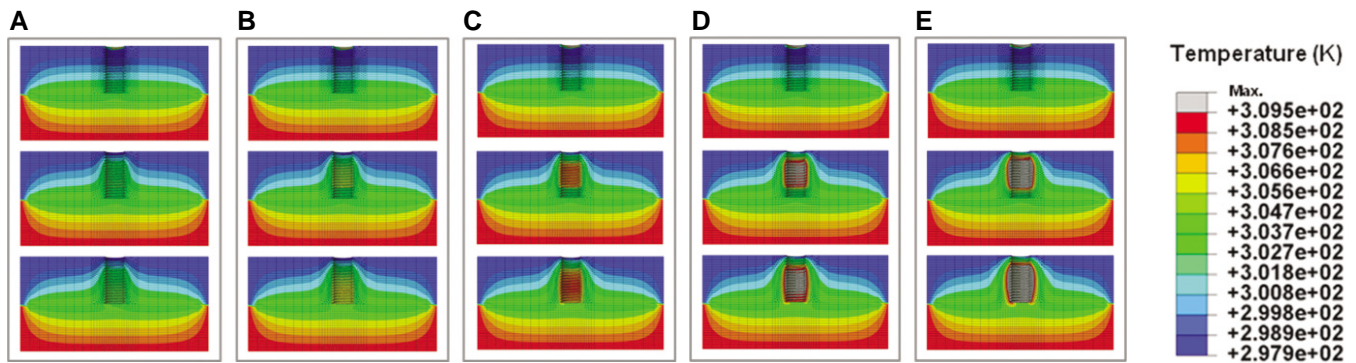 A B C D E
Temperature (K)
Max.
+3.095e+02
+3.085e+02
+3.076e+02
+3.066e+02
+3.056e+02
+3.047e+02
+3.037e+02
+3.027e+02
+3.018e+02
+3.008e+02
+2.998e+02
+2.989e+02
+2.979e+02